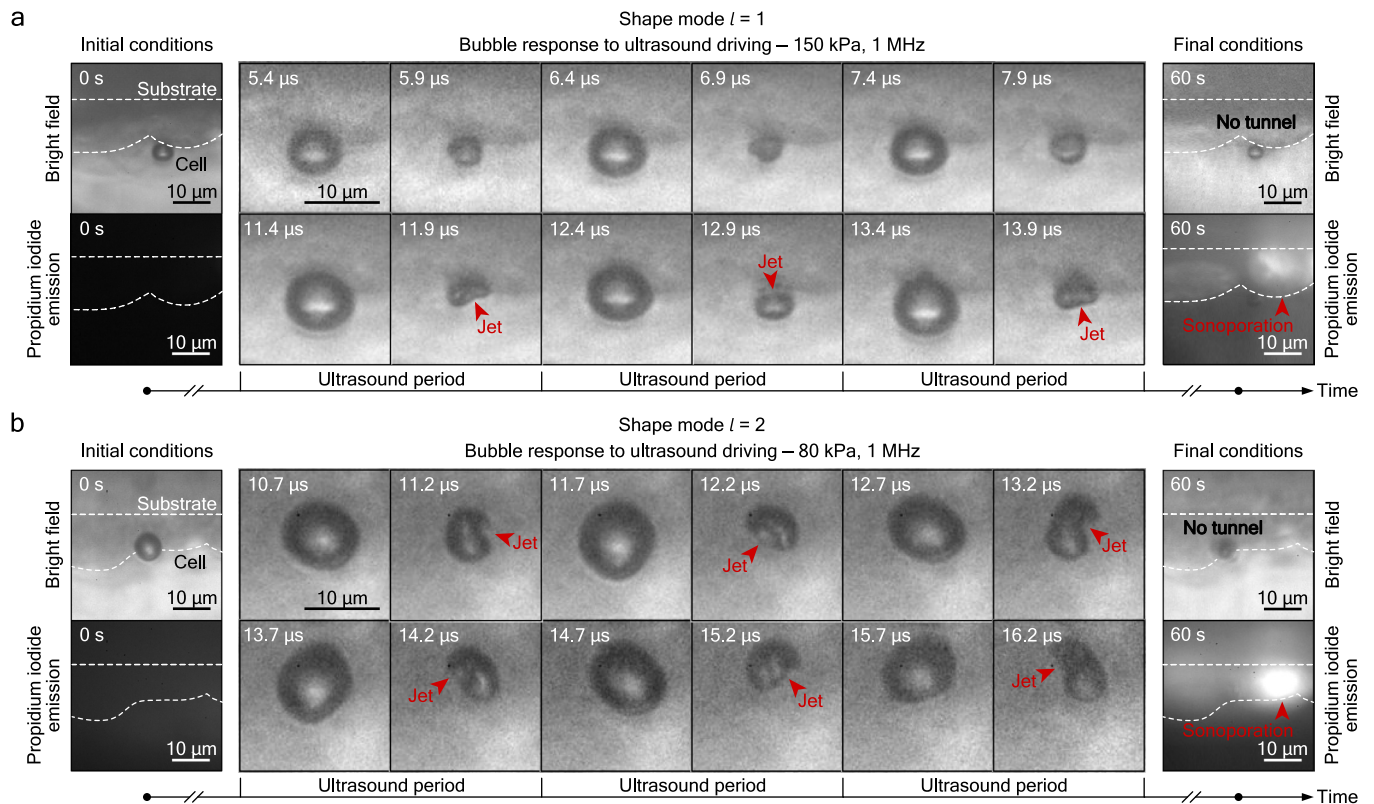 a
Shape mode l = 1
Initial conditions
Bubble response to ultrasound driving – 150 kPa, 1 MHz
Final conditions
Bright field
0 s
Substrate
Cell
10 µm
5.4 µs
5.9 µs
6.4 µs
6.9 µs
7.4 µs
7.9 µs
10 µm
60 s
No tunnel
10 µm
Bright field
Propidium iodide
emission
0 s
10 µm
11.4 µs
11.9 µs
Jet
12.4 µs
12.9 µs
Jet
13.4 µs
13.9 µs
Jet
60 s
Sonoporation
10 µm
Propidium iodide
emission
Ultrasound period
Ultrasound period
Ultrasound period
Time
b
Shape mode l = 2
Initial conditions
Bubble response to ultrasound driving – 80 kPa, 1 MHz
Final conditions
Bright field
0 s
Substrate
Cell
10 µm
10.7 µs
10 µm
11.2 µs
Jet
11.7 µs
12.2 µs
Jet
12.7 µs
13.2 µs
Jet
60 s
No tunnel
10 µm
Bright field
Propidium iodide
emission
0 s
10 µm
13.7 µs
14.2 µs
Jet
14.7 µs
15.2 µs
Jet
15.7 µs
16.2 µs
Jet
60 s
Sonoporation
10 µm
Propidium iodide
emission
Ultrasound period
Ultrasound period
Ultrasound period
Time